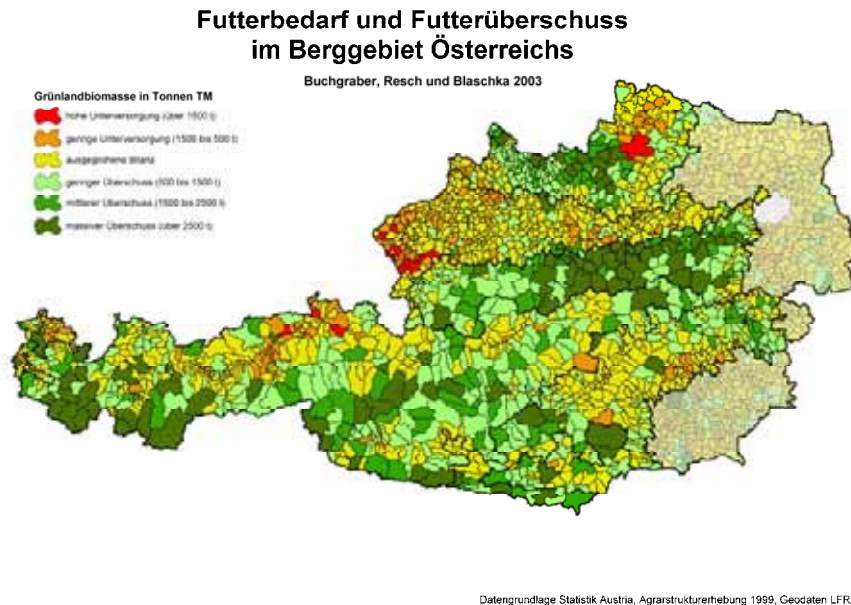 Futterbedarf und Futterüberschuss
im Berggebiet Österreichs
Buchgraber, Resch und Blaschka 2003
Grünlandbiomasse in Tonnen TM
hohe Unterversorgung (über 1500 t)
geringe Unterversorgung (1500 bis 500 t)
ausgeglichene Bilanz
geringer Überschuss (500 bis 1500 t)
mittlerer Überschuss (1500 bis 2500 t)
massiver Überschuss (über 2500 t)
Datengrundlage Statistik Austria, Agrarstrukturerhebung 1999, Geodaten LFR